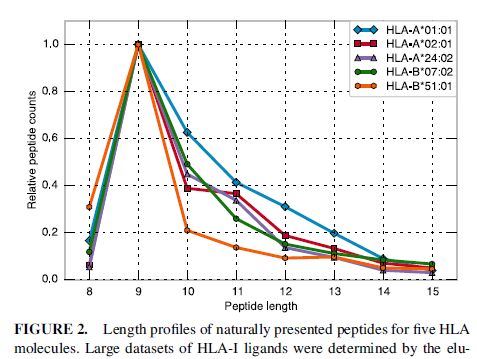 HLA-A*01:01
HLA-A*02:01
HLA-A*24:02
HLA-B*07:02
HLA-B*51:01
Relative peptide counts
1.0
0.8
0.6
0.4
0.2
0.0
8 9 10 11 12 13 14 15
Peptide length
FIGURE 2. Length profiles of naturally presented peptides for five HLA
molecules. Large datasets of HLA-I ligands were determined by the elu-